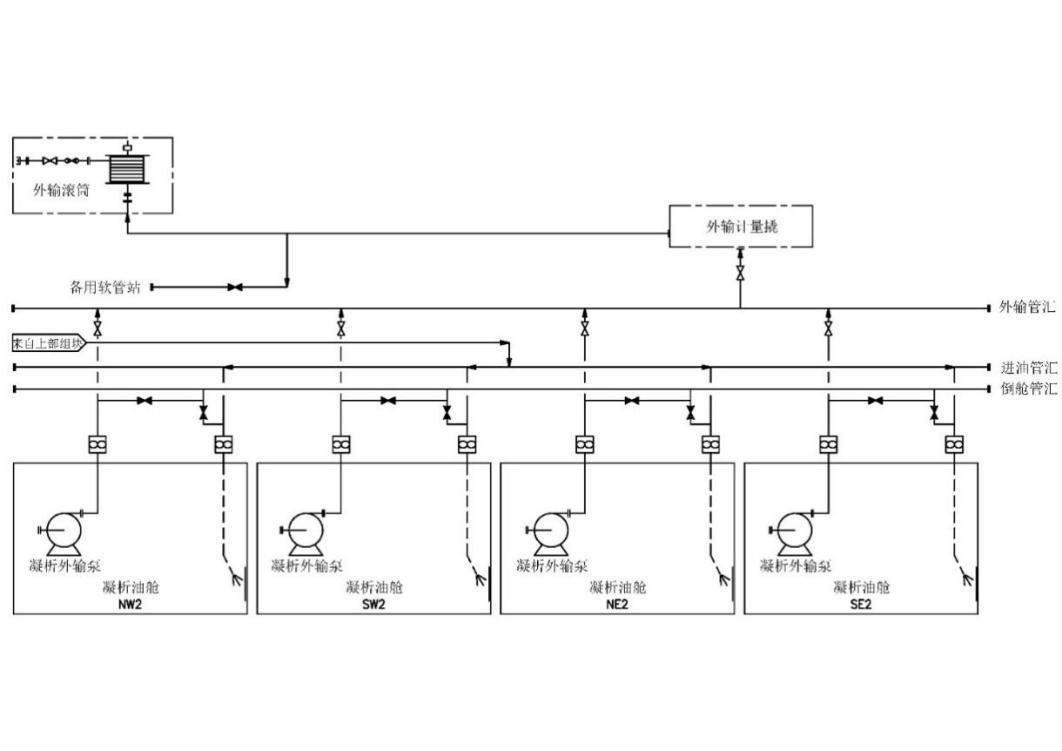 外输滚筒
外输计量撬
备用软管站
外输管汇
来自上部组块
进油管汇
倒舱管汇
凝析外输泵
凝析油舱
NW2
凝析外输泵
凝析油舱
SW2
凝析外输泵
凝析油舱
NE2
凝析外输泵
凝析油舱
SE2